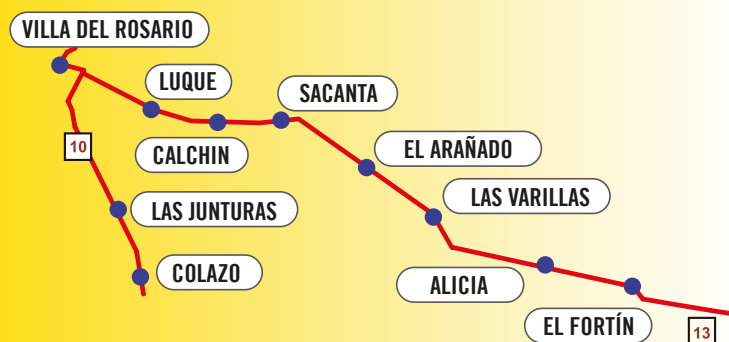 VILLA DEL ROSARIO
LUQUE
SACANTA
10
CALCHIN
EL ARAÑADO
LAS VARILLAS
LAS JUNTURAS
COLAZO
ALICIA
EL FORTÍN
13